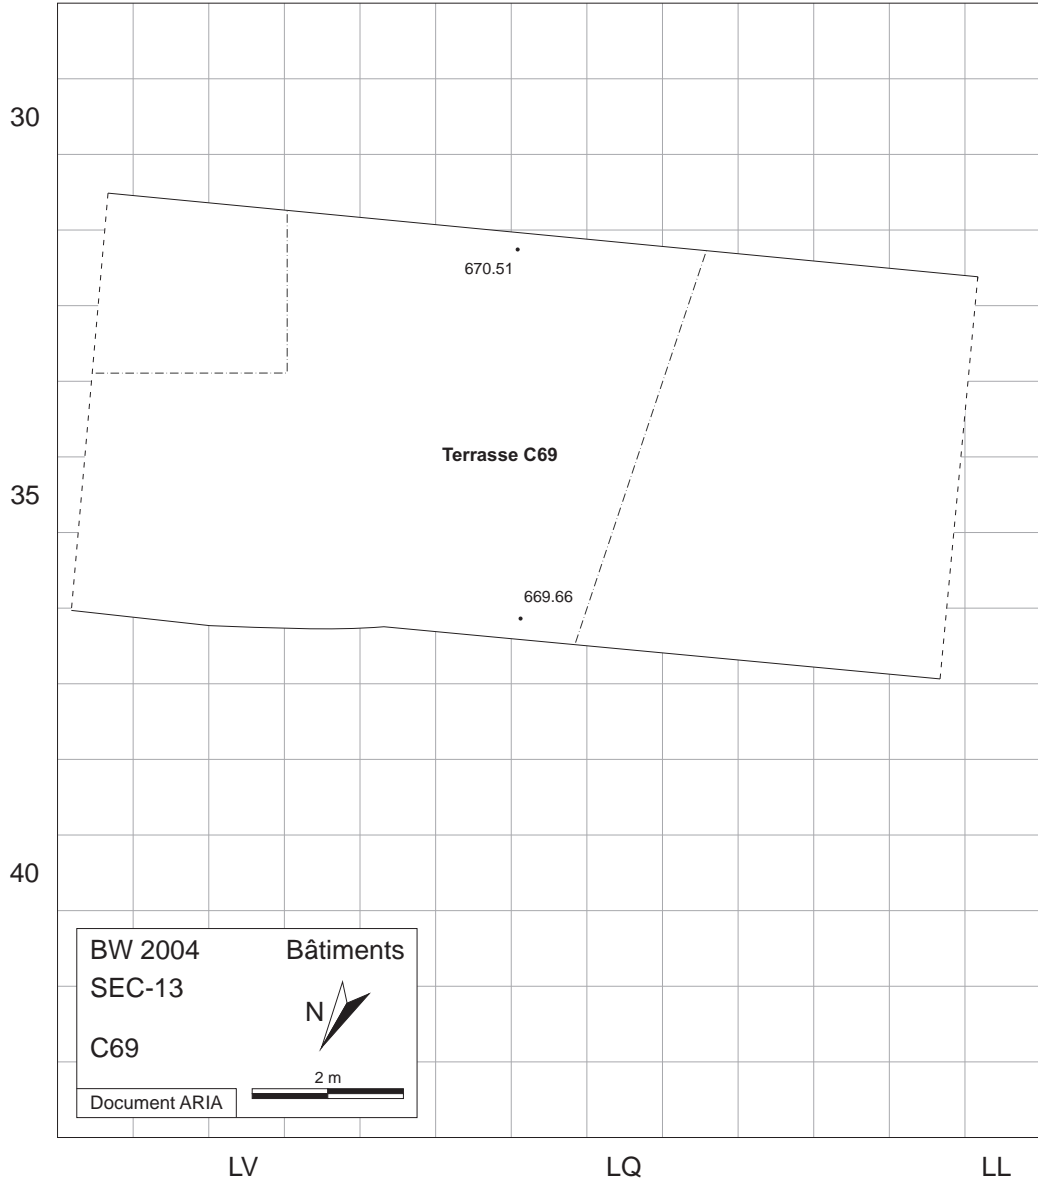 30
670.51
Terrasse C69
35
669.66
40
BW 2004 Bâtiments
SEC-13
N
C69
2 m
Document ARIA
LV LQ LL